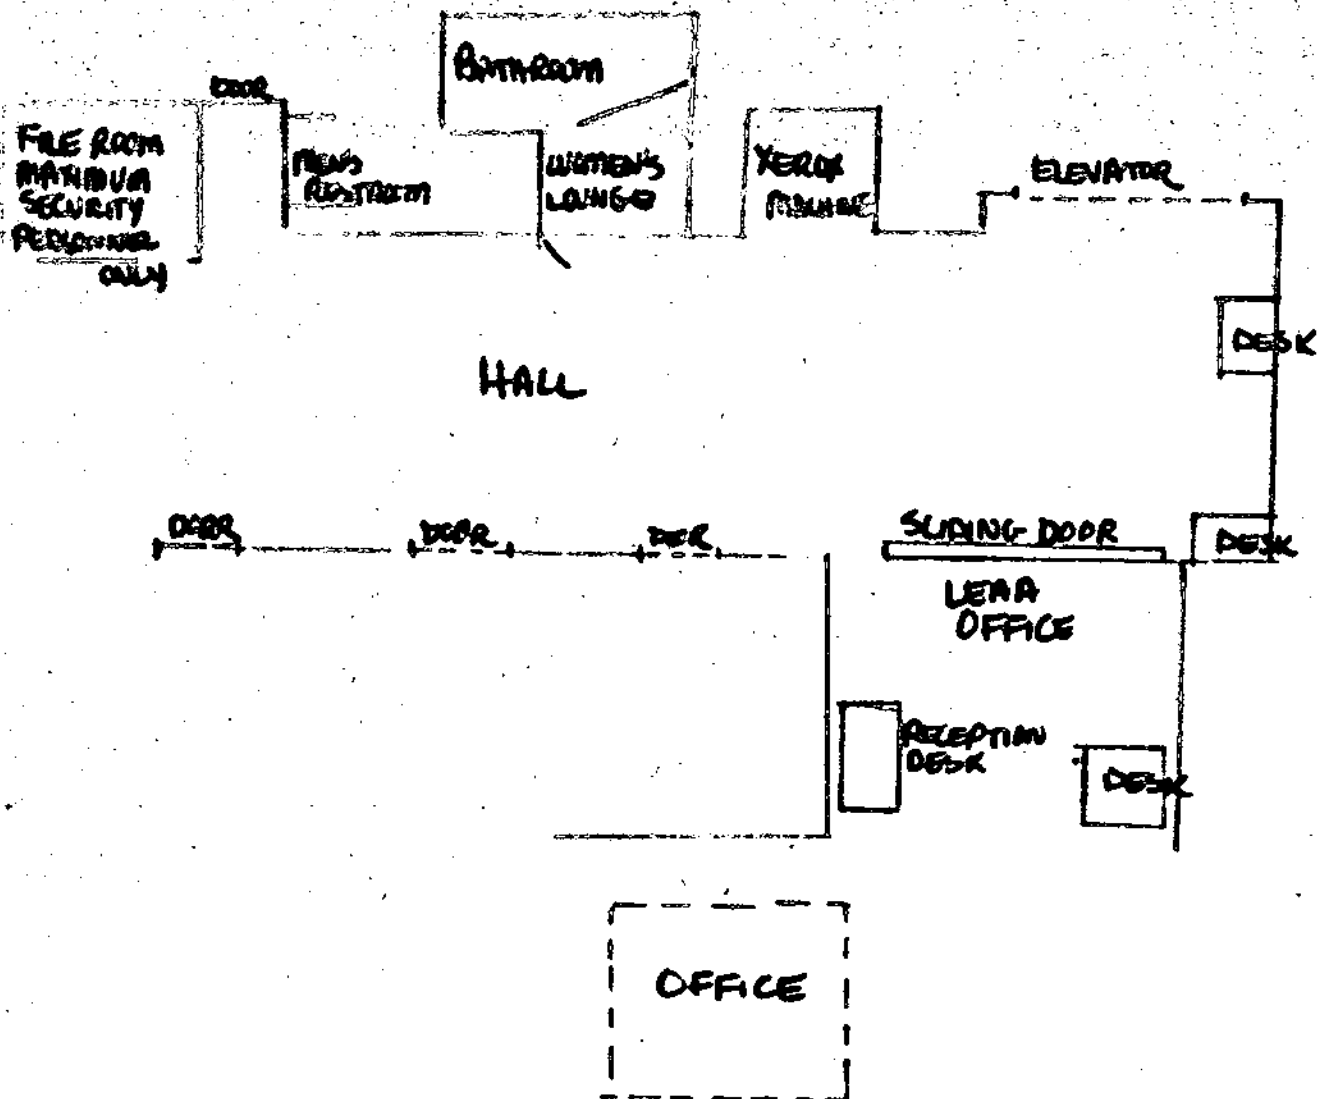 BATHROOM
DOOR
FILE ROOM
MAXIMUM
SECURITY
PERSONNEL
ONLY
MEN'S
RESTROOM
WOMEN'S
LOUNGE
XEROX
MACHINE
ELEVATOR
DESK
HALL
DOOR
DOOR
DOOR
SLIDING DOOR
DESK
LEAA
OFFICE
RECEPTION
DESK
DESK
OFFICE